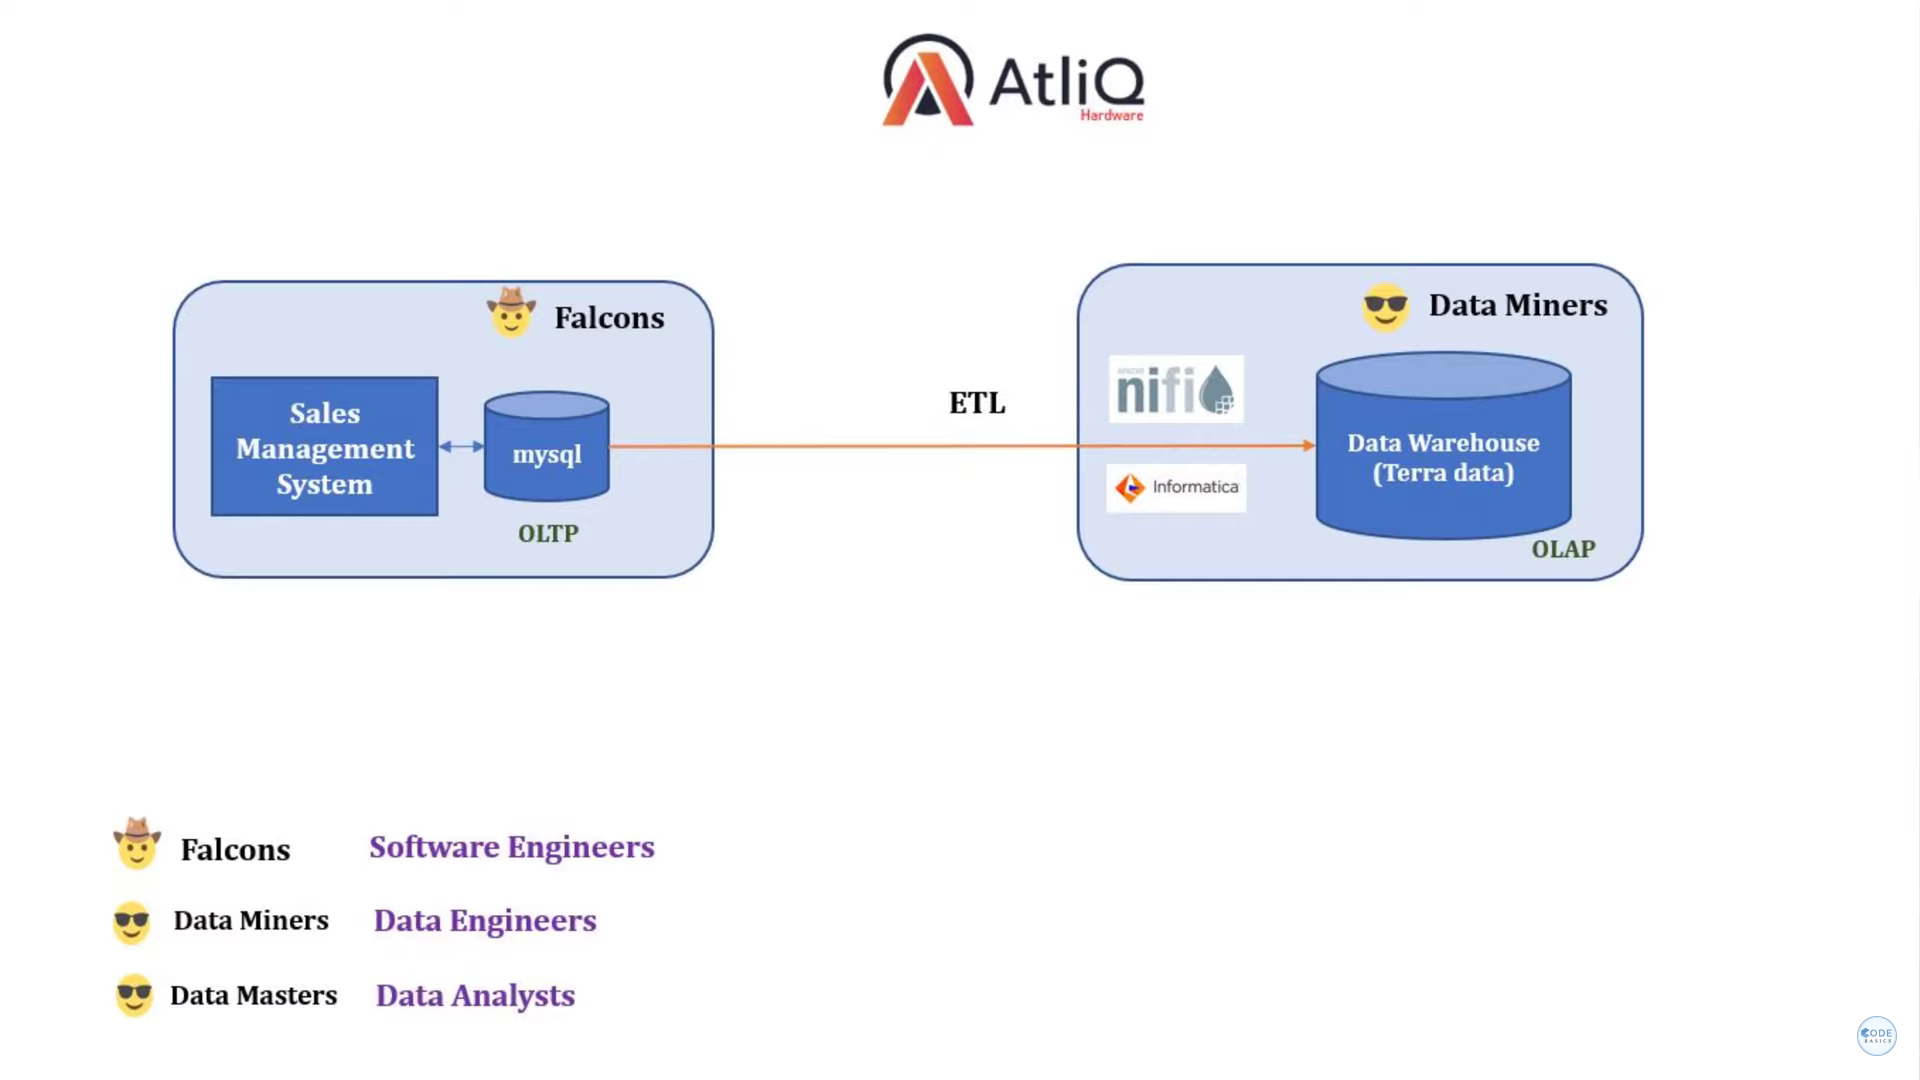 AtliQ
Hardware
Falcons
Sales
Management
System
mysql
OLTP
ETL
Data Miners
APACHE
nifi
Informatica
Data Warehouse
(Terra data)
OLAP
Falcons Software Engineers
Data Miners Data Engineers
Data Masters Data Analysts
CODE
BASICS